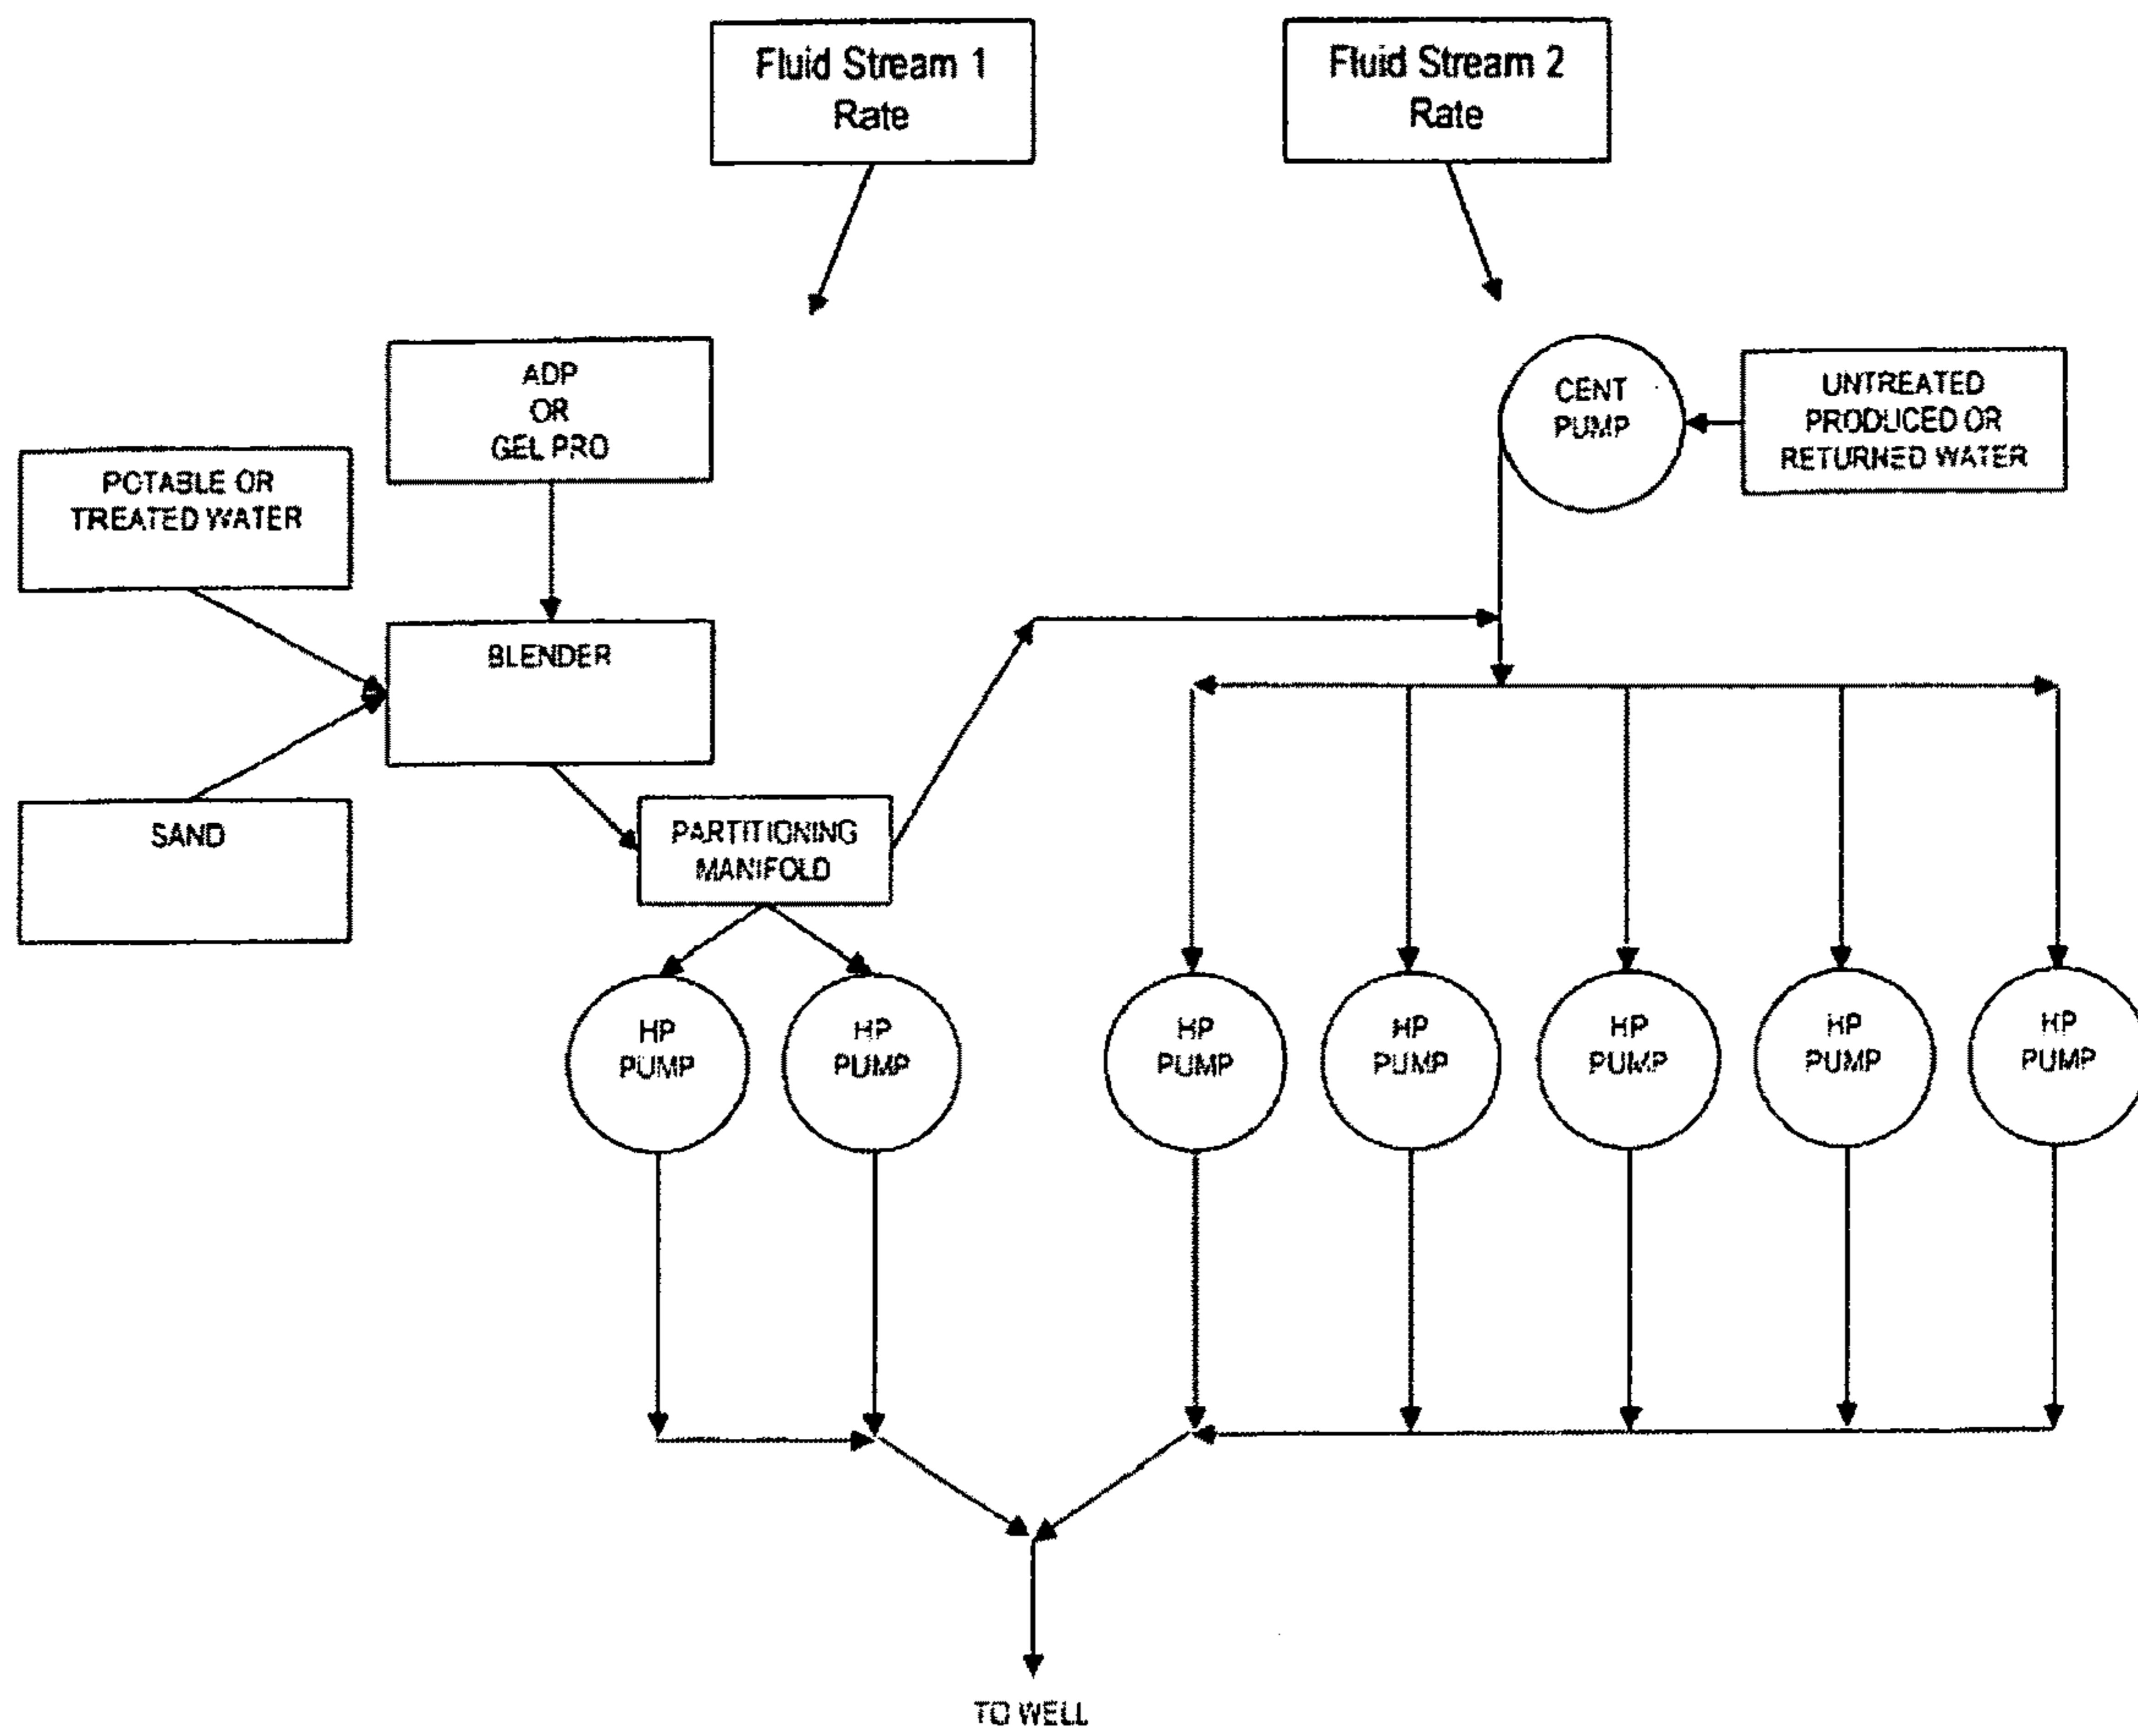 Fluid Stream 1
Rate
Fluid Stream 2
Rate
ADP
OR
GEL PRO
CENT
PUMP
UNTREATED
PRODUCED OR
RETURNED WATER
POTABLE OR
TREATED WATER
BLENDER
SAND
PARTITIONING
MANIFOLD
HP
PUMP
HP
PUMP
HP
PUMP
HP
PUMP
HP
PUMP
HP
PUMP
HP
PUMP
TO WELL